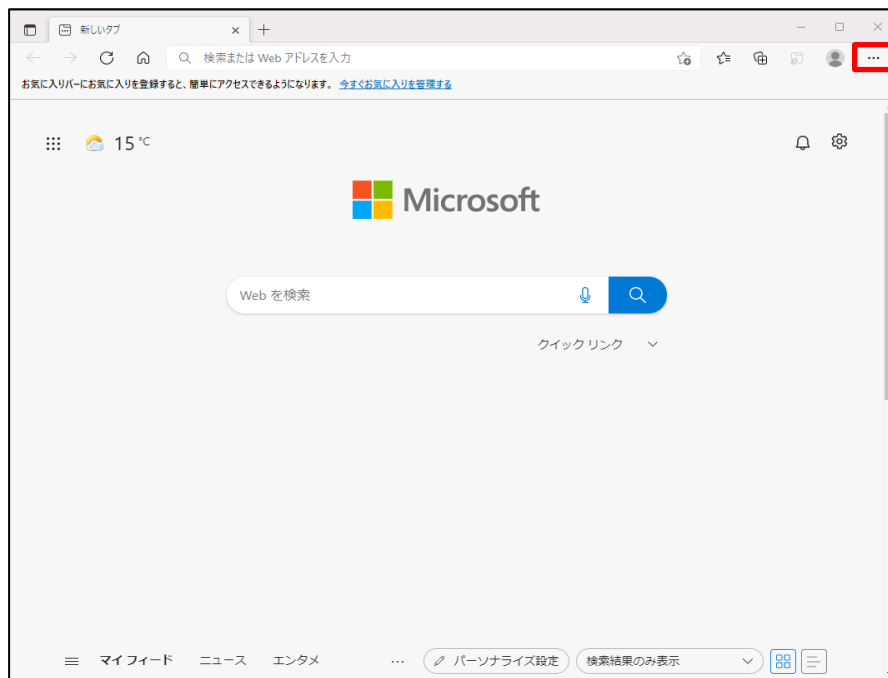 新しいタブ
検索または Web アドレスを入力
お気に入りバーにお気に入りを登録すると、簡単にアクセスできるようになります。 今すぐお気に入りを管理する
15 °C
Microsoft
Web を検索
クイック リンク
マイ フィード ニュース エンタメ ... パーソナライズ設定 検索結果のみ表示